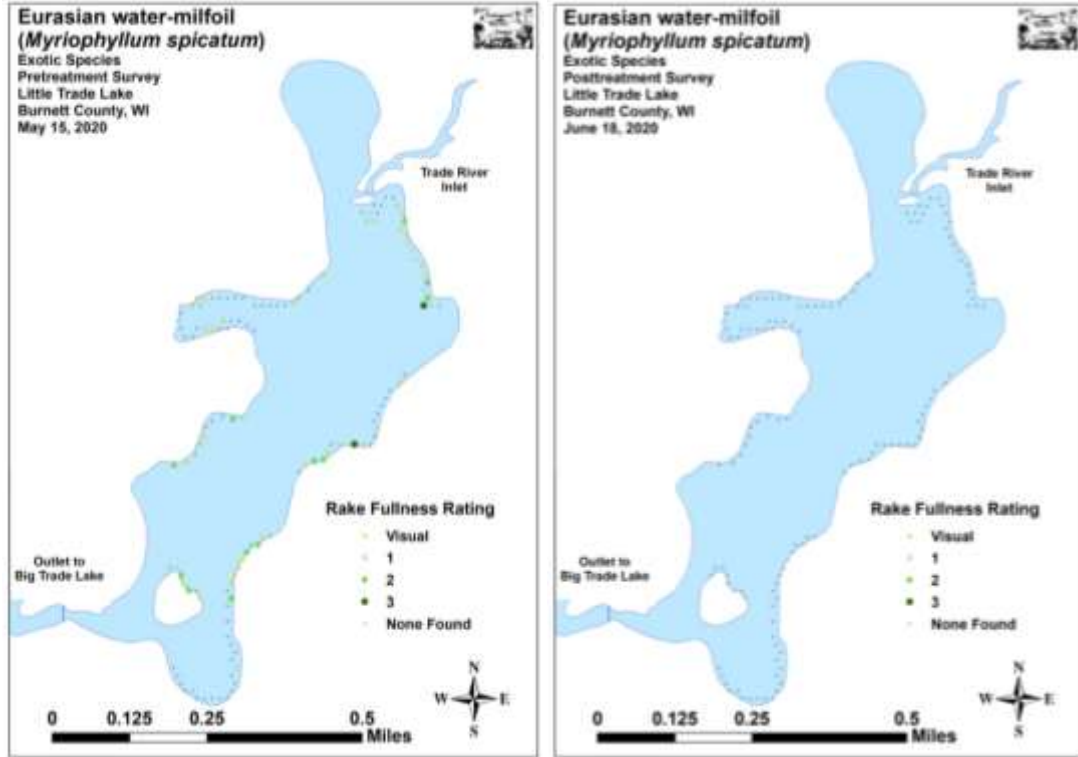 Eurasian water-milfoil
(Myriophyllum spicatum)
Exotic Species
Pretreatment Survey
Little Trade Lake
Burnett County, WI
May 15, 2020
Trade River
Inlet
Rake Fullness Rating
Visual
1
2
3
None Found
Outlet to
Big Trade Lake
N
W E
S
0 0.125 0.25 0.5
Miles
Eurasian water-milfoil
(Myriophyllum spicatum)
Exotic Species
Posttreatment Survey
Little Trade Lake
Burnett County, WI
June 18, 2020
Trade River
Inlet
Rake Fullness Rating
Visual
1
2
3
None Found
Outlet to
Big Trade Lake
N
W E
S
0 0.125 0.25 0.5
Miles